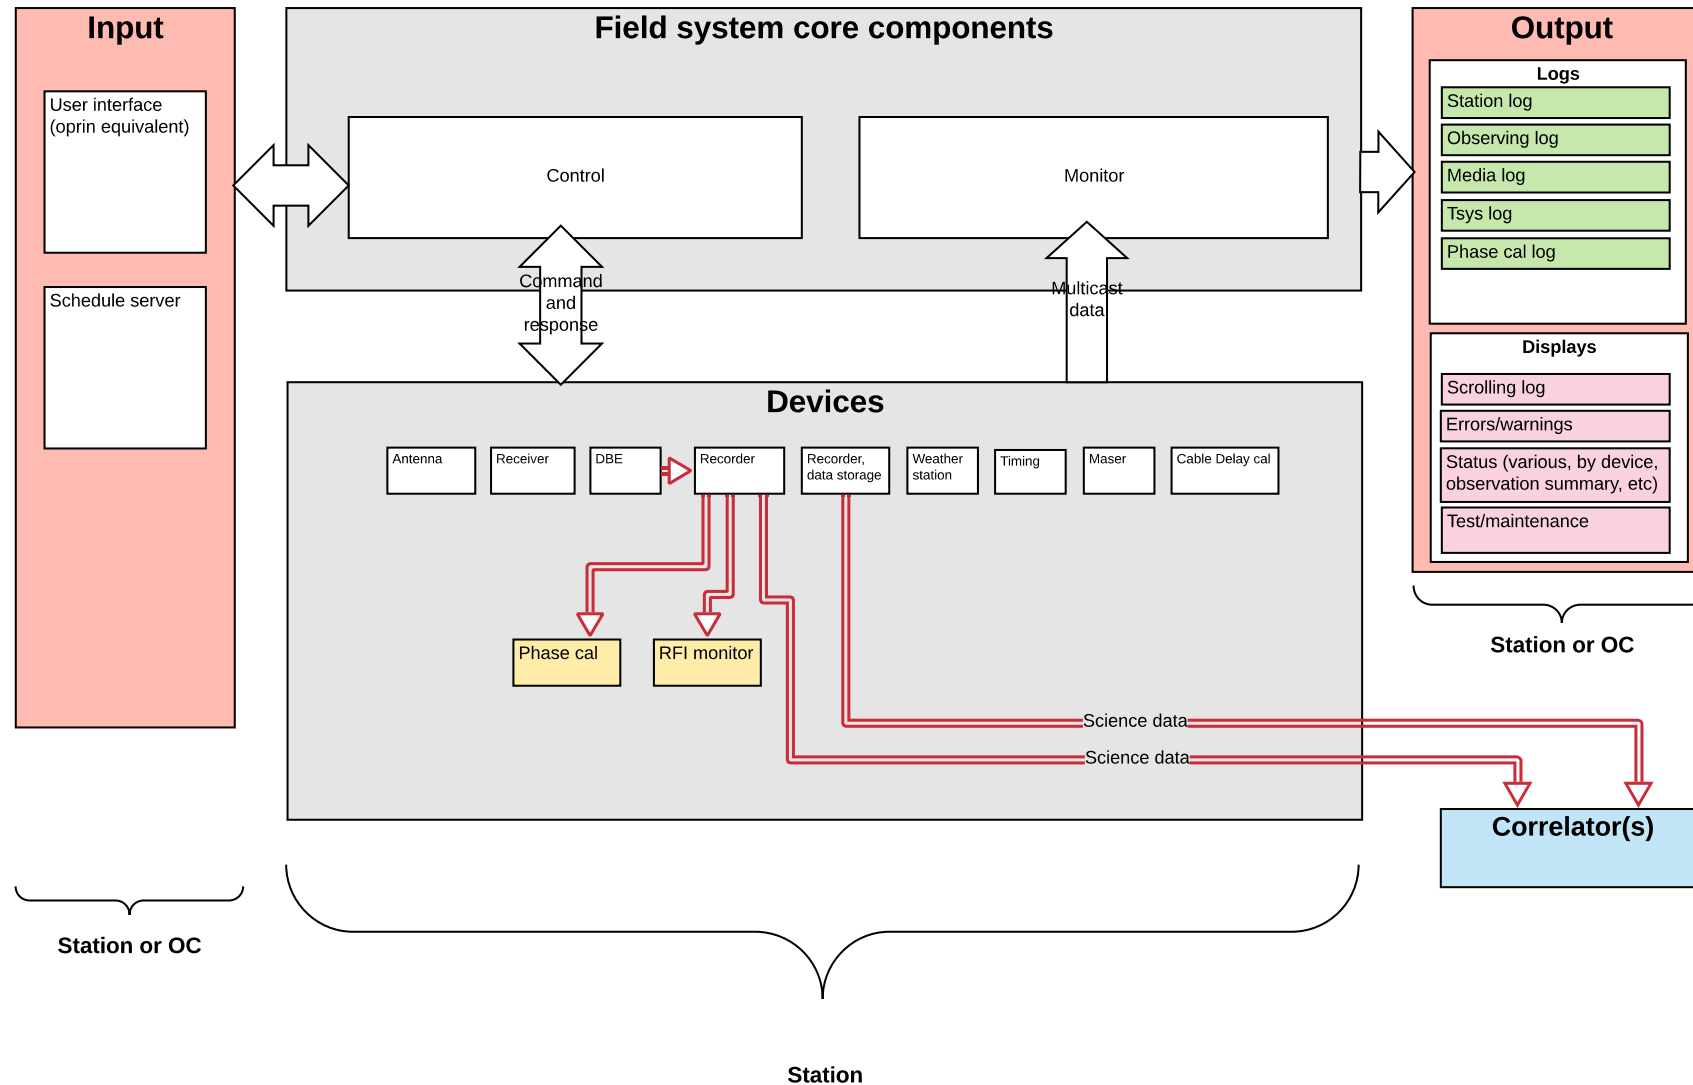 Input
User interface
(oprin equivalent)
Schedule server
Station or OC
Field system core components
Control
Monitor
Command
and
response
Multicast
data
Devices
Antenna
Receiver
DBE
Recorder
Recorder,
data storage
Weather
station
Timing
Maser
Cable Delay cal
Phase cal
RFI monitor
Science data
Science data
Station
Output
Logs
Station log
Observing log
Media log
Tsys log
Phase cal log
Displays
Scrolling log
Errors/warnings
Status (various, by device,
observation summary, etc)
Test/maintenance
Station or OC
Correlator(s)